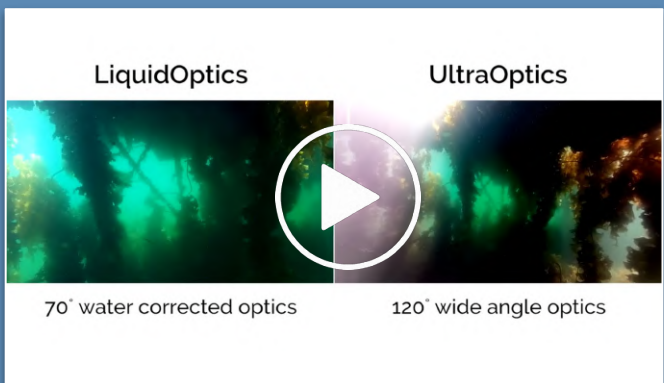 LiquidOptics
UltraOptics
70° water corrected optics
120° wide angle optics